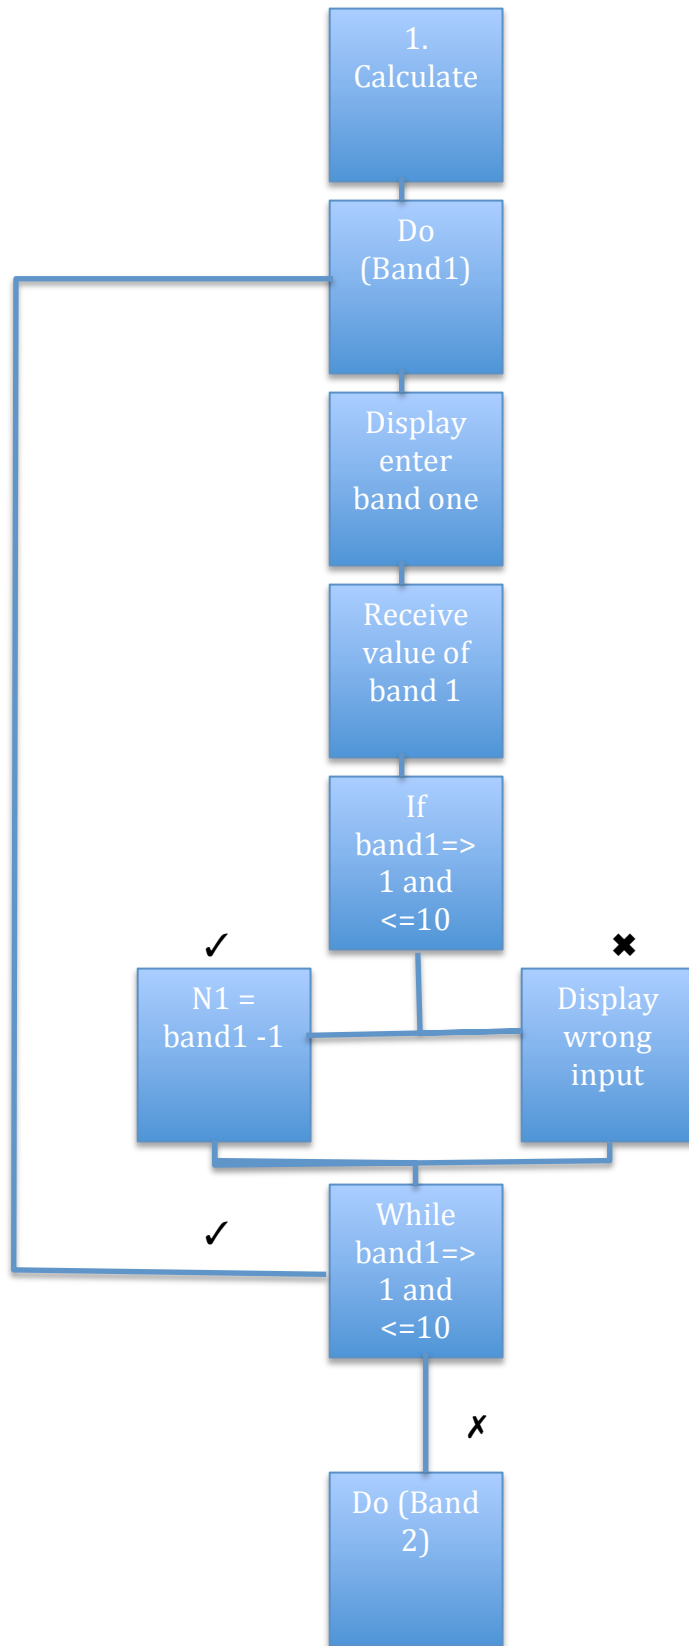 1.
Calculate
Do
(Band1)
Display
enter
band one
Receive
value of
band 1
If
band1=>
1 and
<=10
✓
✖
N1 =
band1 -1
Display
wrong
input
While
band1=>
1 and
<=10
✓
✗
Do (Band
2)